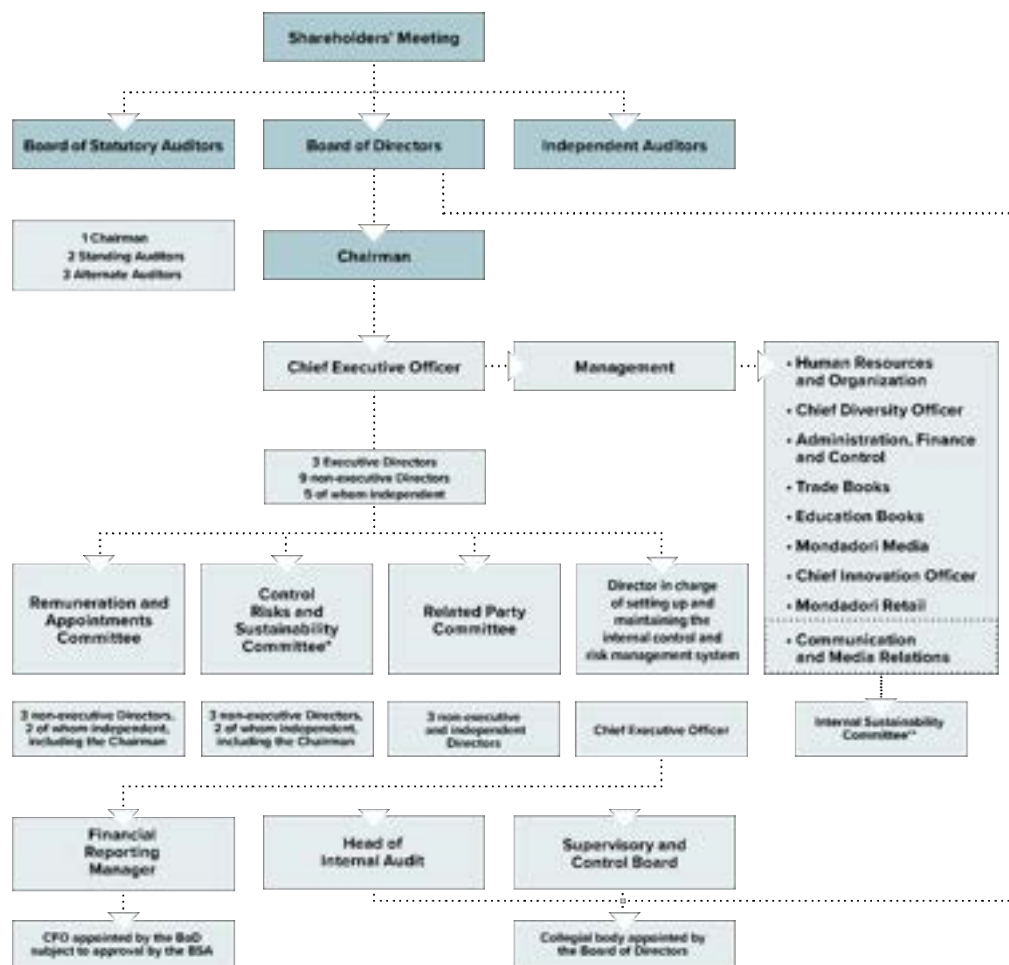 Shareholders' Meeting
Board of Statutory Auditors
Board of Directors
Independent Auditors
1 Chairman
2 Standing Auditors
3 Alternate Auditors
Chairman
Chief Executive Officer
Management
• Human Resources
and Organization
• Chief Diversity Officer
• Administration, Finance
and Control
• Trade Books
• Education Books
• Mondadori Media
• Chief Innovation Officer
• Mondadori Retail
• Communication
and Media Relations
3 Executive Directors
9 non-executive Directors
5 of whom independent
Remuneration and
Appointments
Committee
Control
Risks and
Sustainability
Committee*
Related Party
Committee
Director in charge
of setting up and
maintaining the
internal control and
risk management system
3 non-executive Directors,
2 of whom independent,
including the Chairman
3 non-executive Directors,
2 of whom independent,
including the Chairman
3 non-executive
and independent
Directors
Chief Executive Officer
Internal Sustainability
Committee**
Financial
Reporting
Manager
Head of
Internal Audit
Supervisory and
Control Board
CFO appointed by the BoD
subject to approval by the BSA
Collegial body appointed by
the Board of Directors